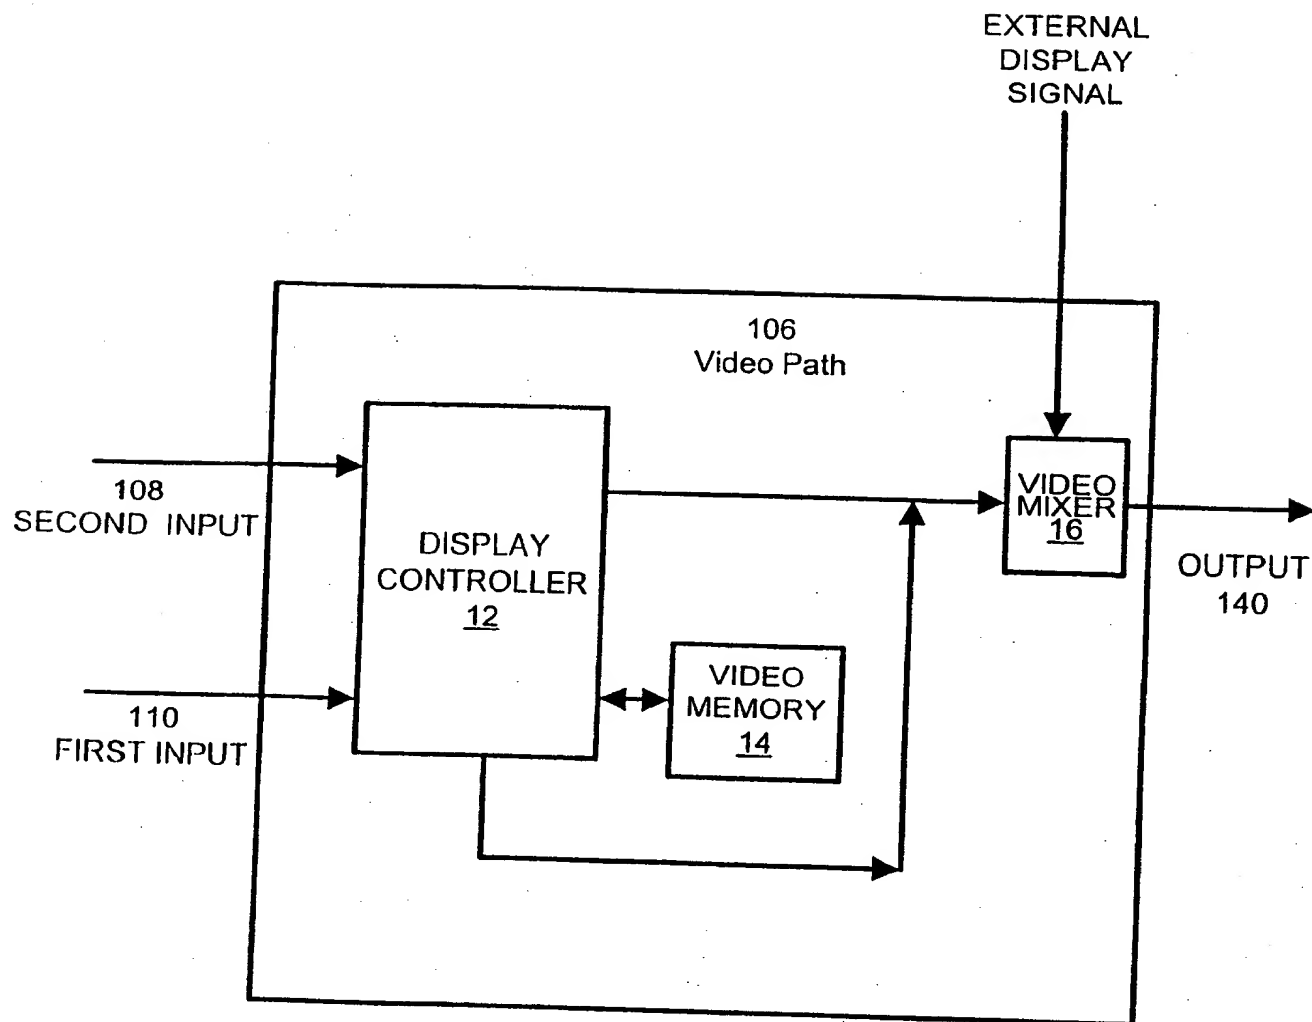 EXTERNAL
DISPLAY
SIGNAL
106
Video Path
108
SECOND INPUT
DISPLAY
CONTROLLER
12
VIDEO
MIXER
16
OUTPUT
140
VIDEO
MEMORY
14
110
FIRST INPUT